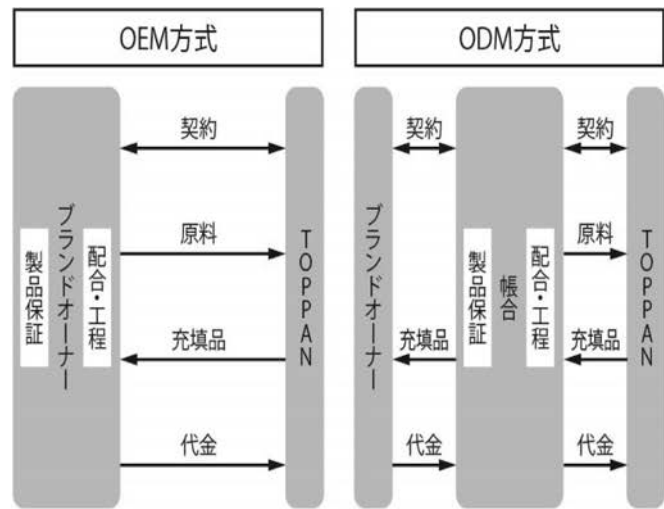 OEM方式
契約
原料
充填品
代金
製品保証
ブランドオーナー
配合・工程
TOPPAN
ODM方式
契約
契約
原料
充填品
充填品
代金
代金
ブランドオーナー
製品保証
帳合
配合・工程
TOPPAN